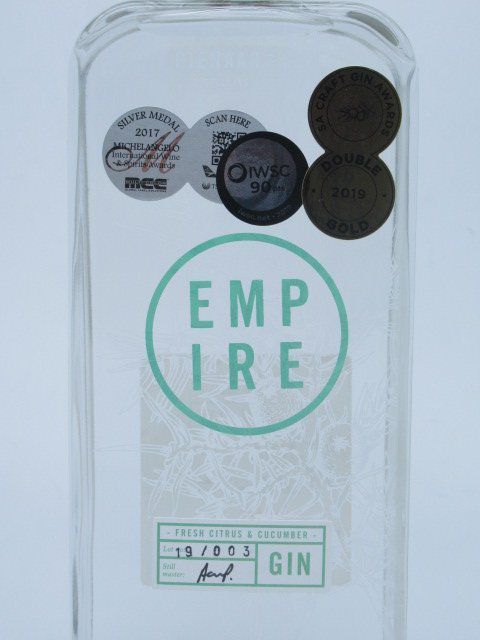 SILVER MEDAL
2017
MICHELANGELO
International Wine
& Spirits Awards
MCC
SCAN HERE
IWSC
90 pts
SA CRAFT GIN AWARDS
DOUBLE
2019
GOLD
EMP
IRE
- FRESH CITRUS & CUCUMBER -
Lot 19/003
Still
master:
GIN